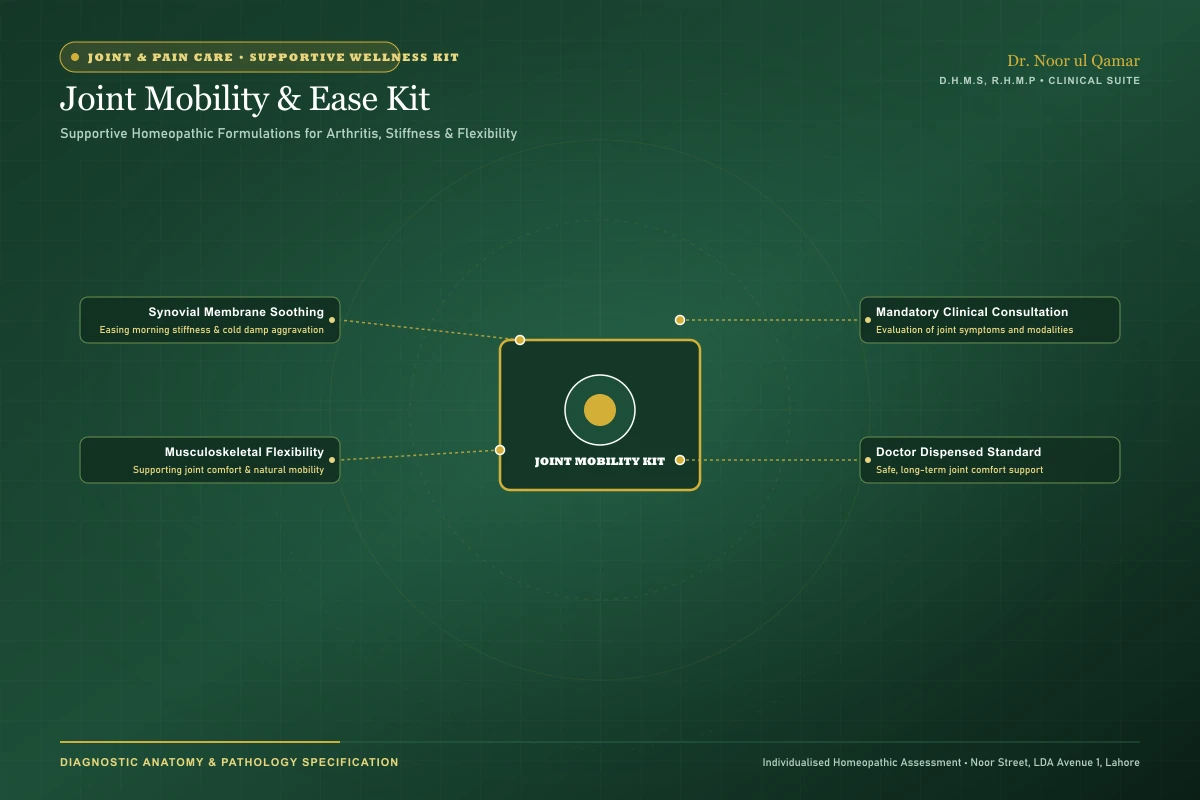 JOINT & PAIN CARE • SUPPORTIVE WELLNESS KIT
Joint Mobility & Ease Kit
Supportive Homeopathic Formulations for Arthritis, Stiffness & Flexibility
Dr. Noor ul Qamar
D.H.M.S, R.H.M.P • CLINICAL SUITE
Synovial Membrane Soothing
Easing morning stiffness & cold damp aggravation
Mandatory Clinical Consultation
Evaluation of joint symptoms and modalities
Musculoskeletal Flexibility
Supporting joint comfort & natural mobility
JOINT MOBILITY KIT
Doctor Dispensed Standard
Safe, long-term joint comfort support
DIAGNOSTIC ANATOMY & PATHOLOGY SPECIFICATION
Individualised Homeopathic Assessment • Noor Street, LDA Avenue 1, Lahore